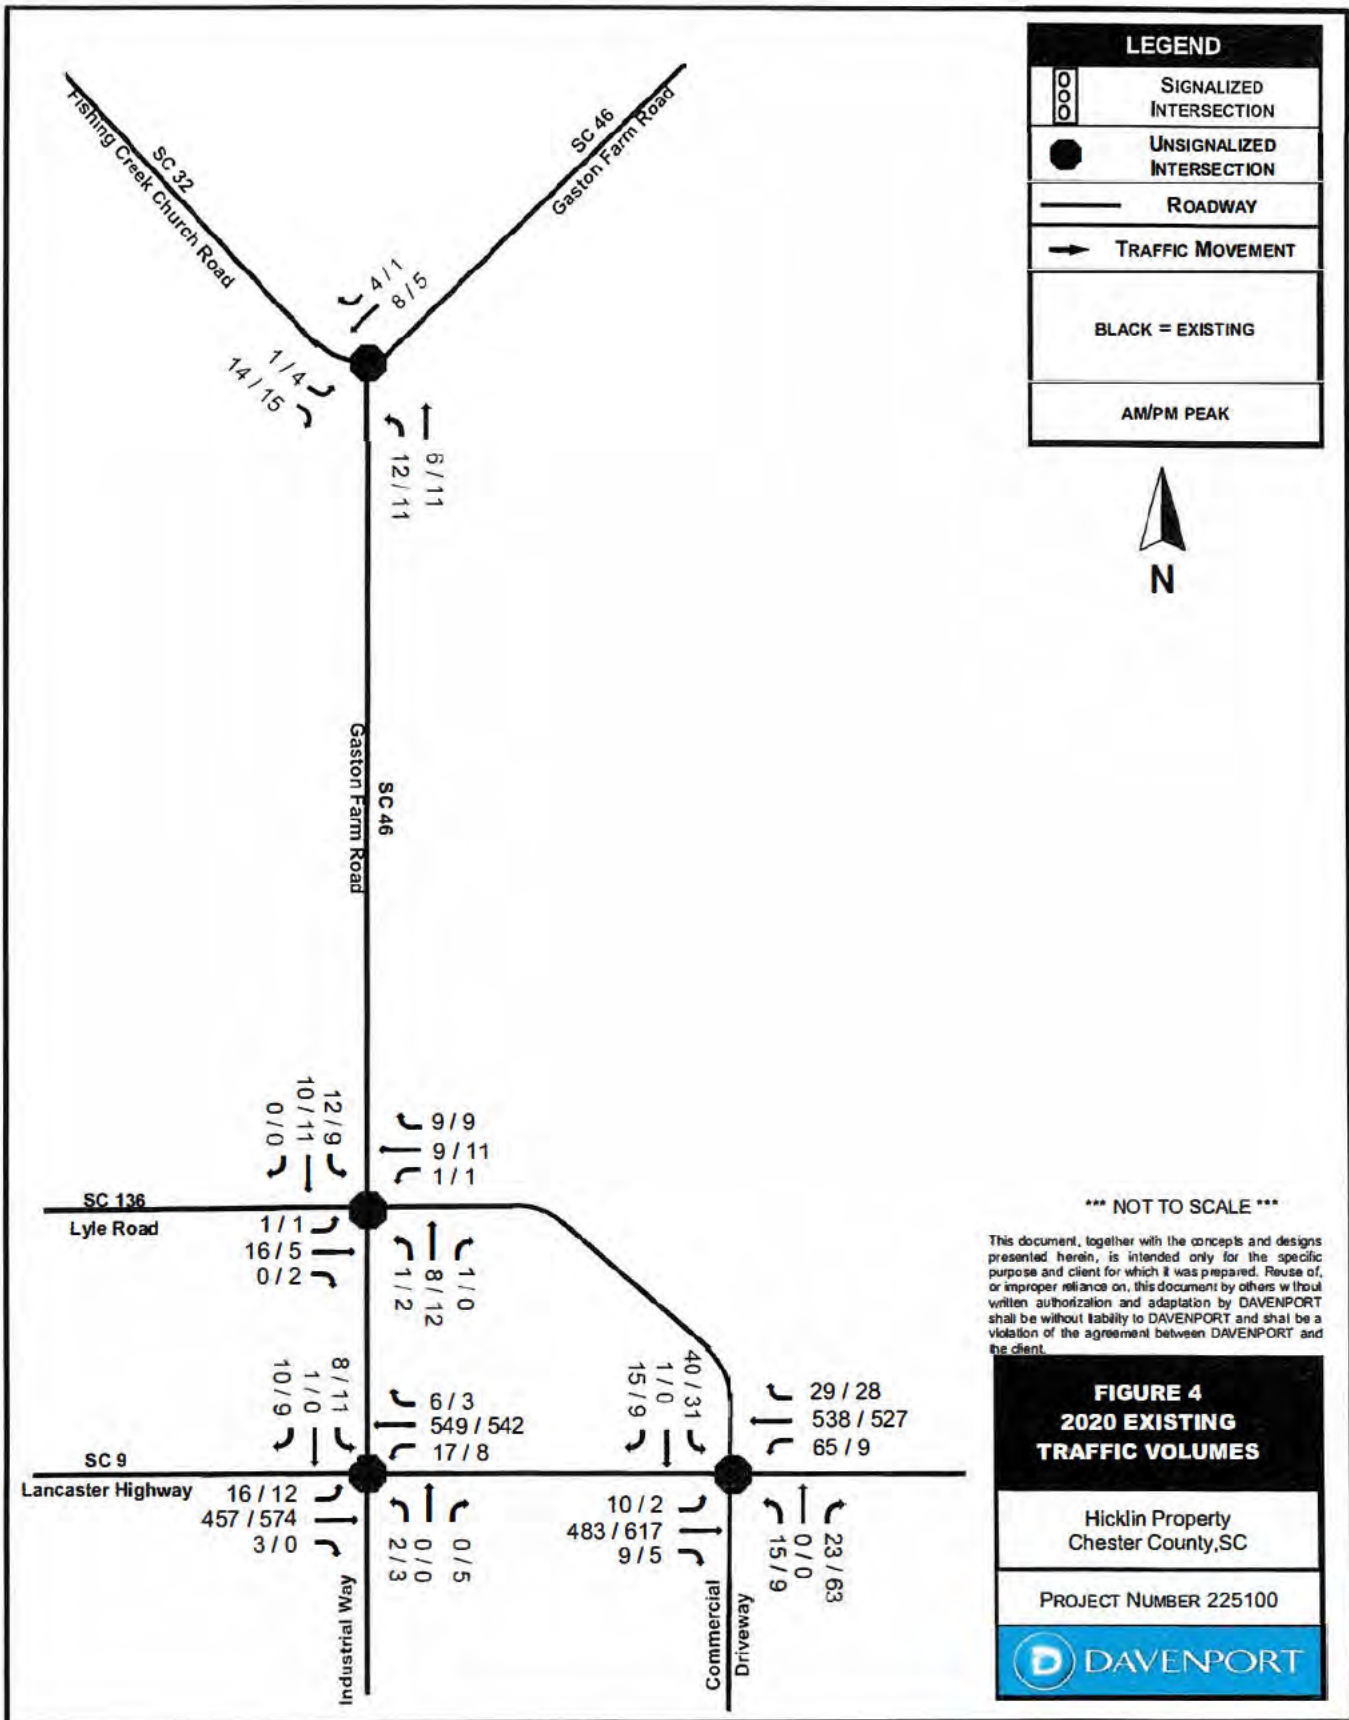 LEGEND
SIGNALIZED
INTERSECTION
UNSIGNALIZED
INTERSECTION
ROADWAY
TRAFFIC MOVEMENT
BLACK = EXISTING
AM/PM PEAK
N
SC 32
Fishing Creek Church Road
SC 46
Gaston Farm Road
4 / 1
8 / 5
1 / 4
14 / 15
12 / 11
6 / 11
Gaston Farm Road
SC 46
0 / 0
10 / 11
12 / 9
9 / 9
9 / 11
1 / 1
SC 136
Lyle Road
1 / 1
16 / 5
0 / 2
1 / 2
8 / 12
1 / 0
10 / 9
1 / 0
8 / 11
6 / 3
549 / 542
17 / 8
15 / 9
1 / 0
40 / 31
29 / 28
538 / 527
65 / 9
SC 9
Lancaster Highway
16 / 12
457 / 574
3 / 0
2 / 3
0 / 0
0 / 5
10 / 2
483 / 617
9 / 5
15 / 9
0 / 0
23 / 63
Industrial Way
Commercial
Driveway
*** NOT TO SCALE ***
This document, together with the concepts and designs
presented herein, is intended only for the specific
purpose and client for which it was prepared. Reuse of,
or improper reliance on, this document by others without
written authorization and adaptation by DAVENPORT
shall be without liability to DAVENPORT and shal be a
violation of the agreement between DAVENPORT and
the client.
FIGURE 4
2020 EXISTING
TRAFFIC VOLUMES
Hicklin Property
Chester County,SC
PROJECT NUMBER 225100
D DAVENPORT